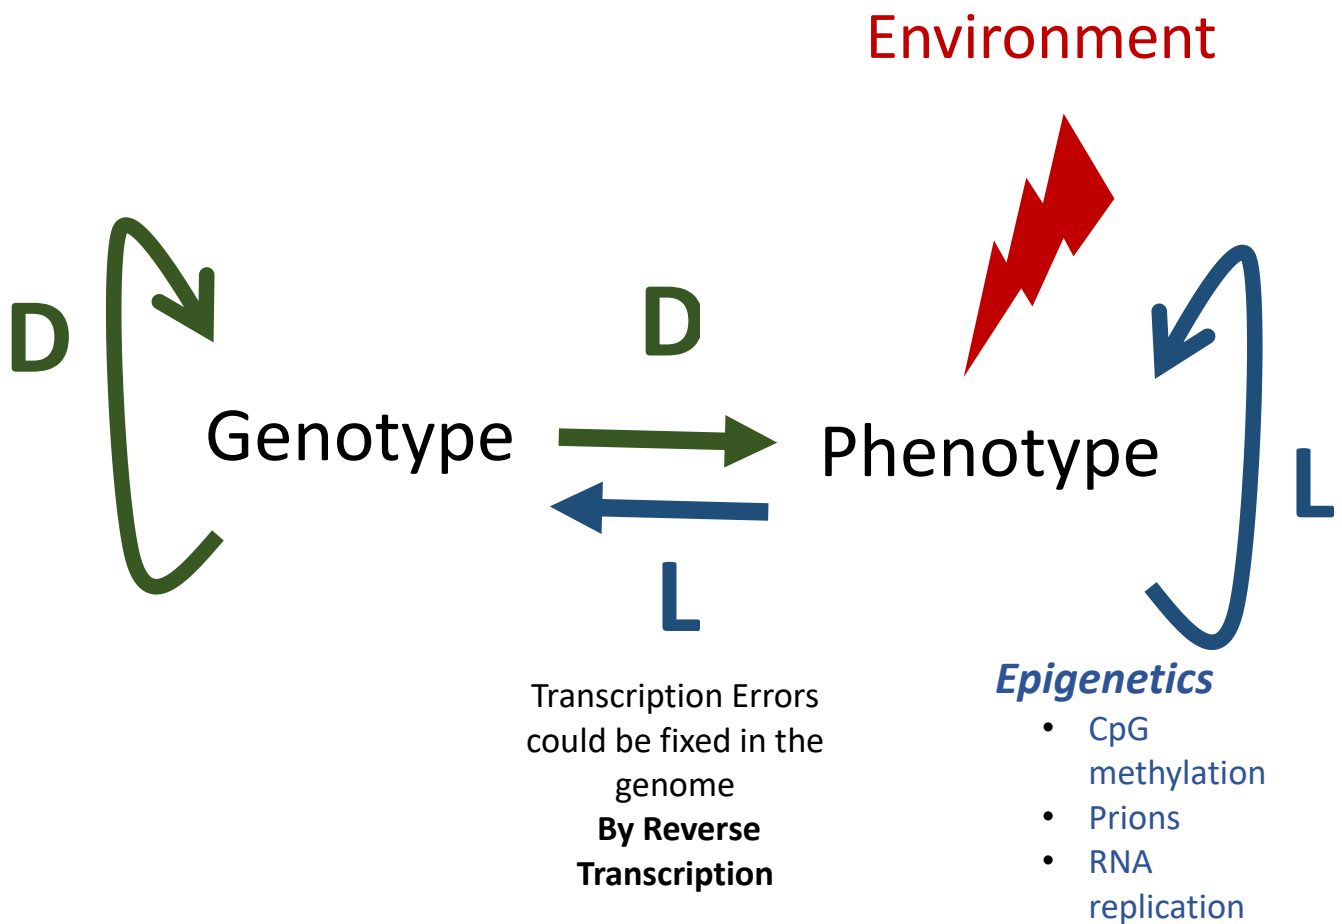 Environment
D
D
Genotype
Phenotype
L
L
Transcription Errors
could be fixed in the
genome
By Reverse
Transcription
Epigenetics
• CpG
methylation
• Prions
• RNA
replication